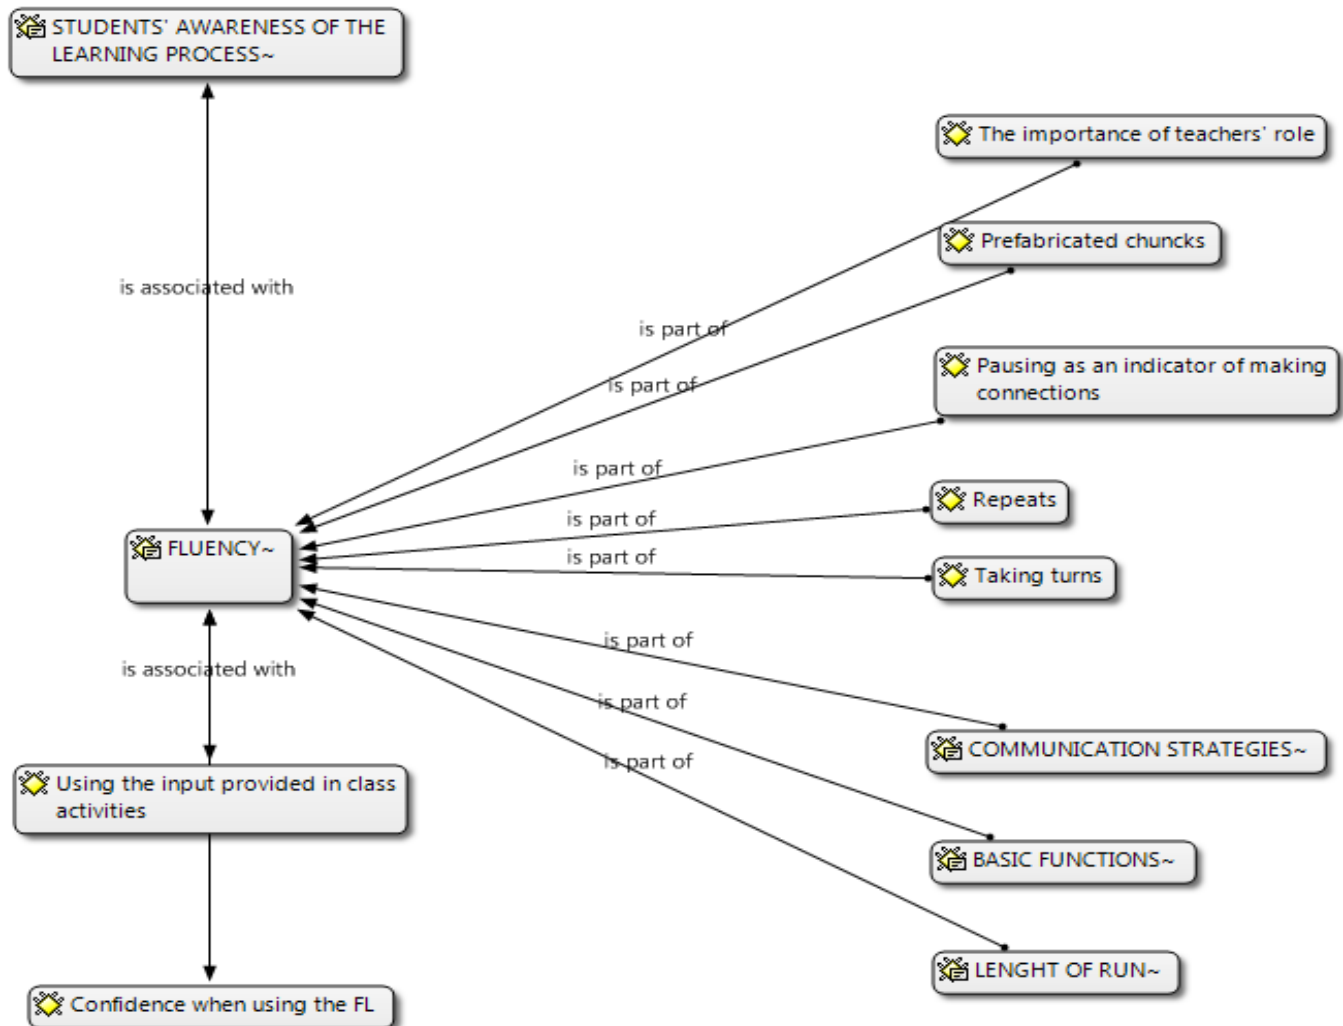 STUDENTS' AWARENESS OF THE
LEARNING PROCESS~
The importance of teachers' role
Prefabricated chuncks
is associated with
is part of
is part of
Pausing as an indicator of making
connections
is part of
Repeats
is part of
FLUENCY~
is part of
Taking turns
is part of
is associated with
is part of
COMMUNICATION STRATEGIES~
is part of
Using the input provided in class
activities
BASIC FUNCTIONS~
LENGHT OF RUN~
Confidence when using the FL